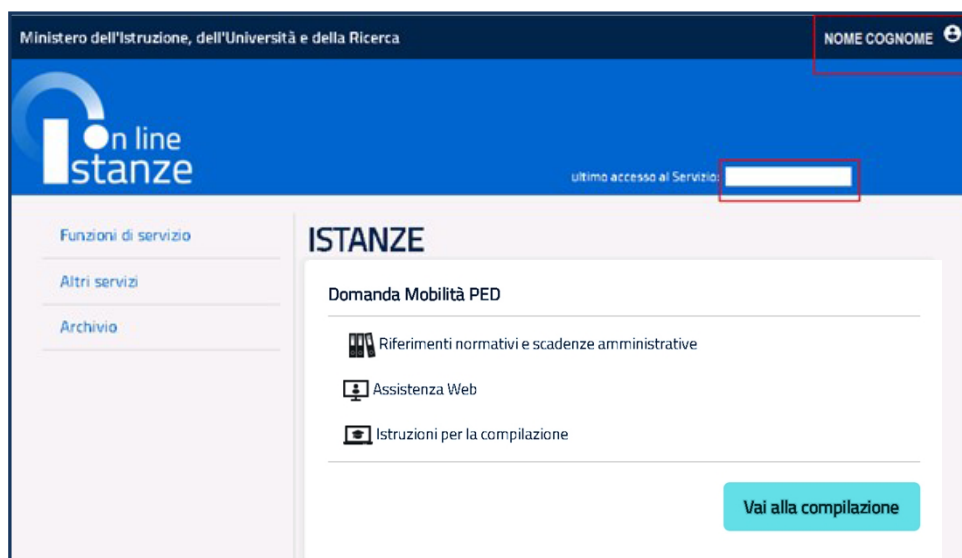 Ministero dell'Istruzione, dell'Università e della Ricerca
NOME COGNOME
on line
Istanze
ultimo accesso al Servizio:
Funzioni di servizio
Altri servizi
Archivio
ISTANZE
Domanda Mobilità PED
Riferimenti normativi e scadenze amministrative
Assistenza Web
Istruzioni per la compilazione
Vai alla compilazione